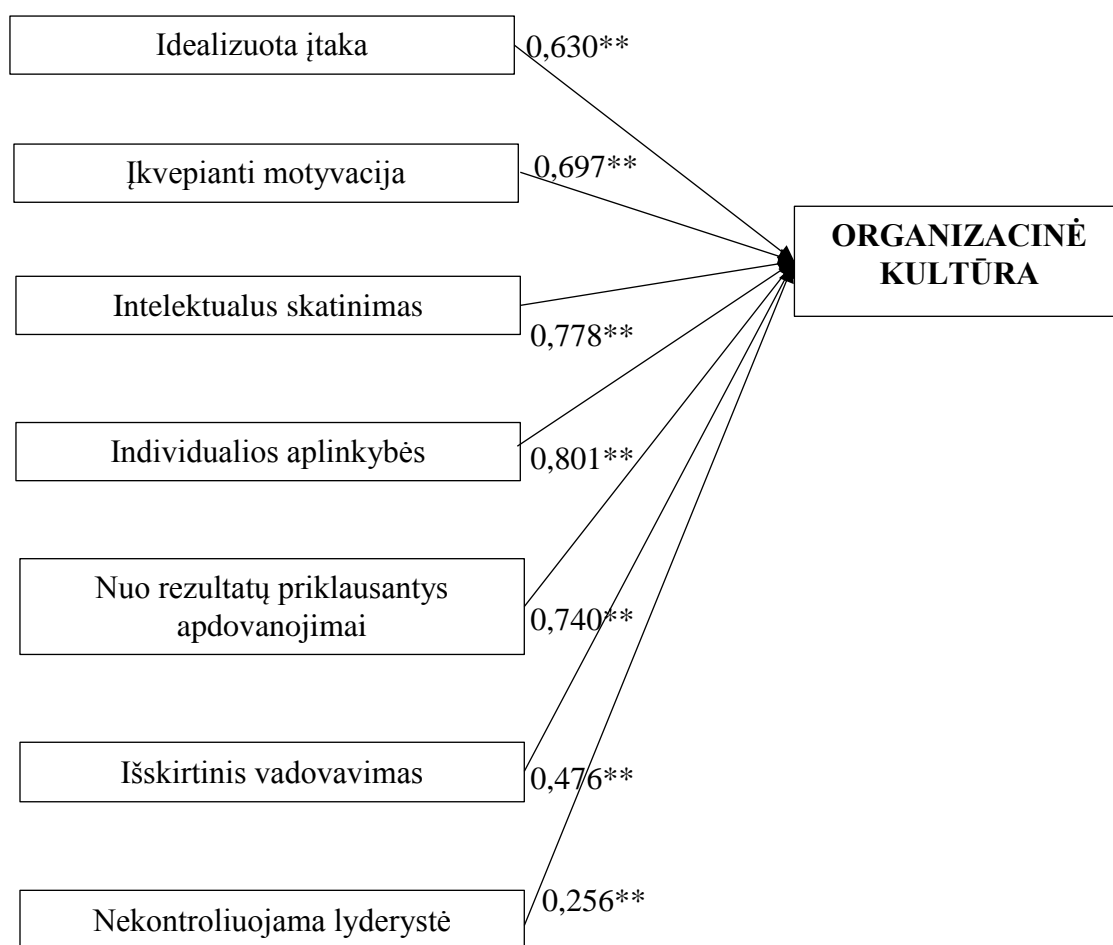 Idealizuota įtaka
0,630**
Įkvepianti motyvacija
0,697**
ORGANIZACINĖ
KULTŪRA
Intelektualus skatinimas
0,778**
Individualios aplinkybės
0,801**
Nuo rezultatų priklausantys
apdovanojimai
0,740**
Išskirtinis vadovavimas
0,476**
Nekontroliuojama lyderystė
0,256**